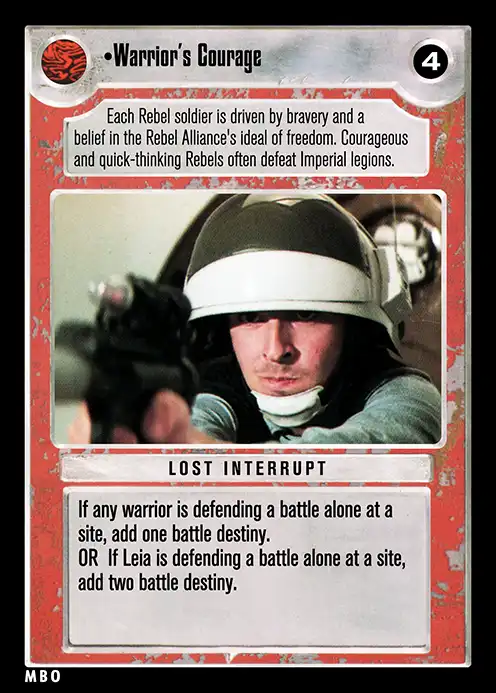 •Warrior's Courage
4
Each Rebel soldier is driven by bravery and a
belief in the Rebel Alliance's ideal of freedom. Courageous
and quick-thinking Rebels often defeat Imperial legions.
LOST INTERRUPT
If any warrior is defending a battle alone at a
site, add one battle destiny.
OR If Leia is defending a battle alone at a site,
add two battle destiny.
MBO